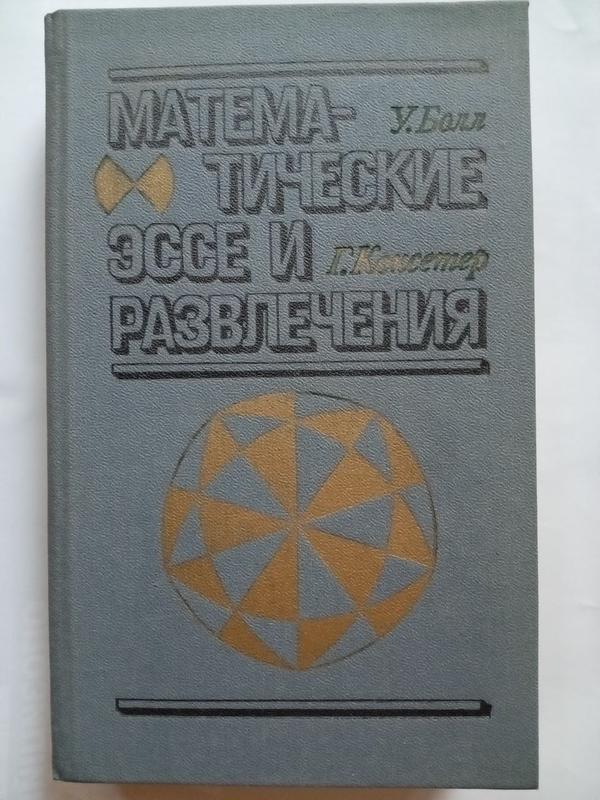 МАТЕМА-
У. Болл
ТИЧЕСКИЕ
ЭССЕ И
Г. Коксетер
РАЗВЛЕЧЕНИЯ